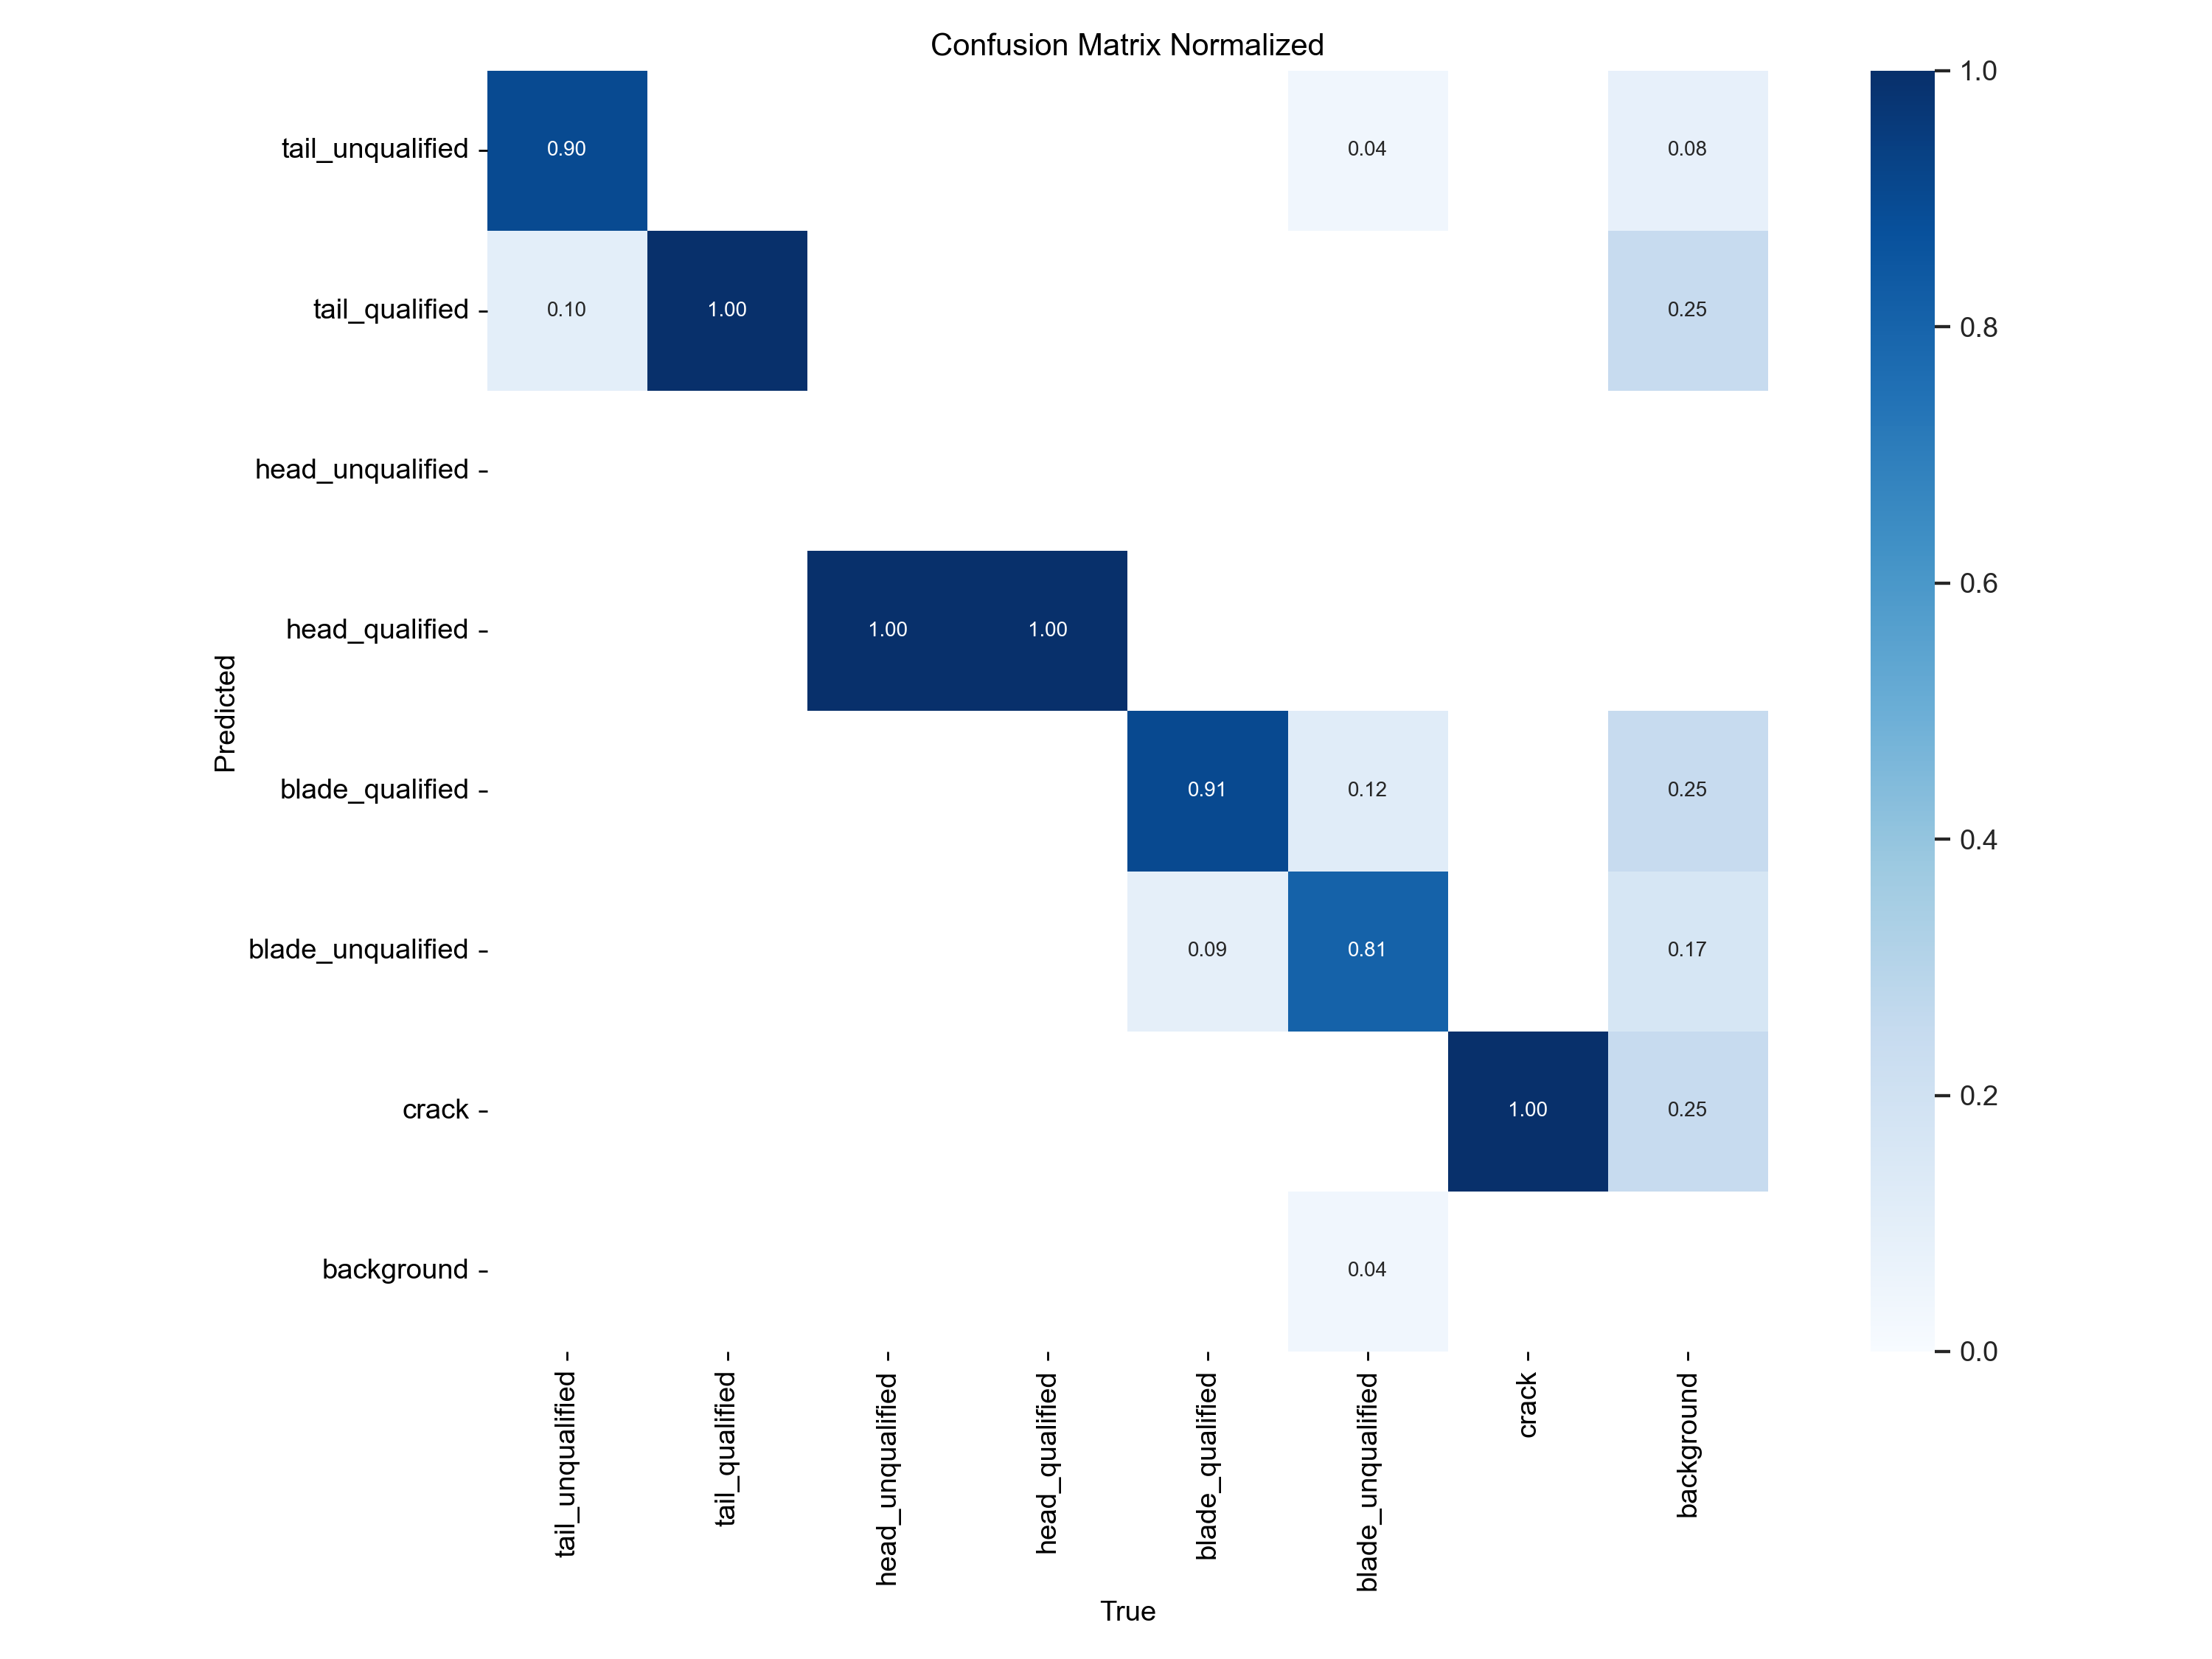 Confusion Matrix Normalized
tail_unqualified
0.90
0.04
0.08
tail_qualified
0.10
1.00
0.25
head_unqualified
head_qualified
1.00
1.00
blade_qualified
0.91
0.12
0.25
blade_unqualified
0.09
0.81
0.17
crack
1.00
0.25
background
0.04
Predicted
tail_unqualified
tail_qualified
head_unqualified
head_qualified
blade_qualified
blade_unqualified
crack
background
True
1.0
0.8
0.6
0.4
0.2
0.0